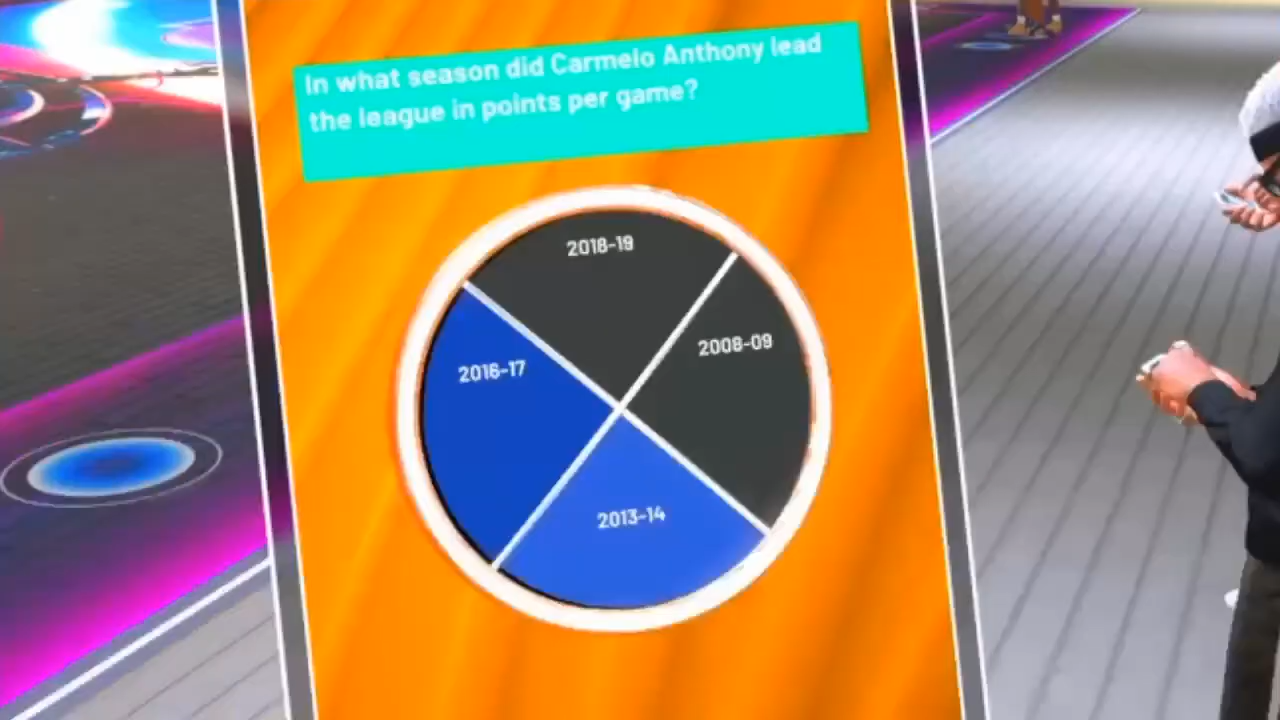 In what season did Carmelo Anthony lead
the league in points per game?
2018-19
2008-09
2016-17
2013-14